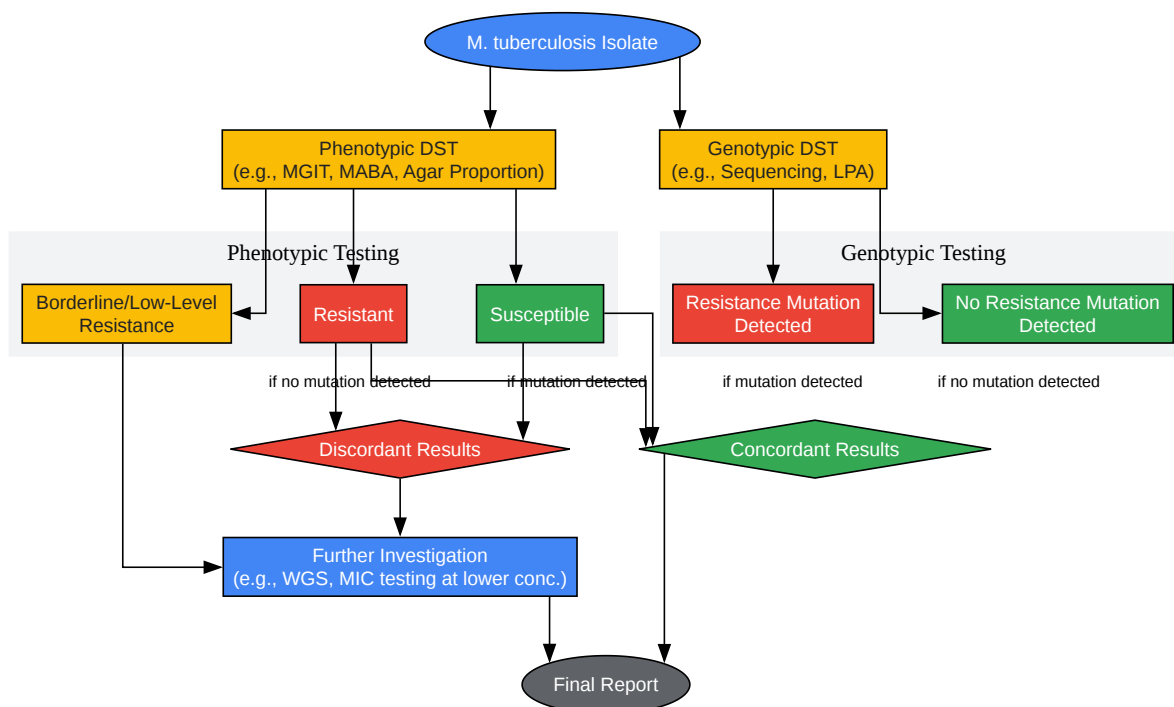 M. tuberculosis Isolate
Phenotypic DST
(e.g., MGIT, MABA, Agar Proportion)
Genotypic DST
(e.g., Sequencing, LPA)
Phenotypic Testing
Genotypic Testing
Borderline/Low-Level
Resistance
Resistant
Susceptible
Resistance Mutation
Detected
No Resistance Mutation
Detected
if no mutation detected
if mutation detected
if mutation detected
if no mutation detected
Discordant Results
Concordant Results
Further Investigation
(e.g., WGS, MIC testing at lower conc.)
Final Report